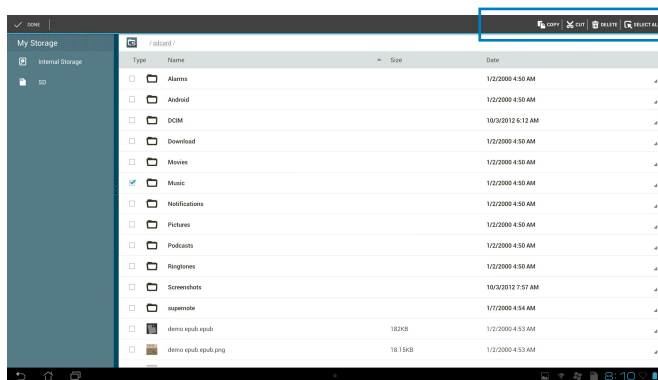 DONE COPY CUT DELETE SELECT AL
My Storage
Internal Storage
SD
/ sdcard /
Type Name Size Date
Alarms 1/2/2000 4:50 AM
Android 1/2/2000 4:50 AM
DCIM 10/3/2012 6:12 AM
Download 1/2/2000 4:50 AM
Movies 1/2/2000 4:50 AM
Music 1/2/2000 4:50 AM
Notifications 1/2/2000 4:50 AM
Pictures 1/2/2000 4:50 AM
Podcasts 1/2/2000 4:50 AM
Ringtones 1/2/2000 4:50 AM
Screenshots 10/3/2012 7:57 AM
supernote 1/7/2000 4:54 AM
demo epub.epub 182KB 1/2/2000 4:53 AM
demo epub.epub.png 18.15KB 1/2/2000 4:53 AM
8:10